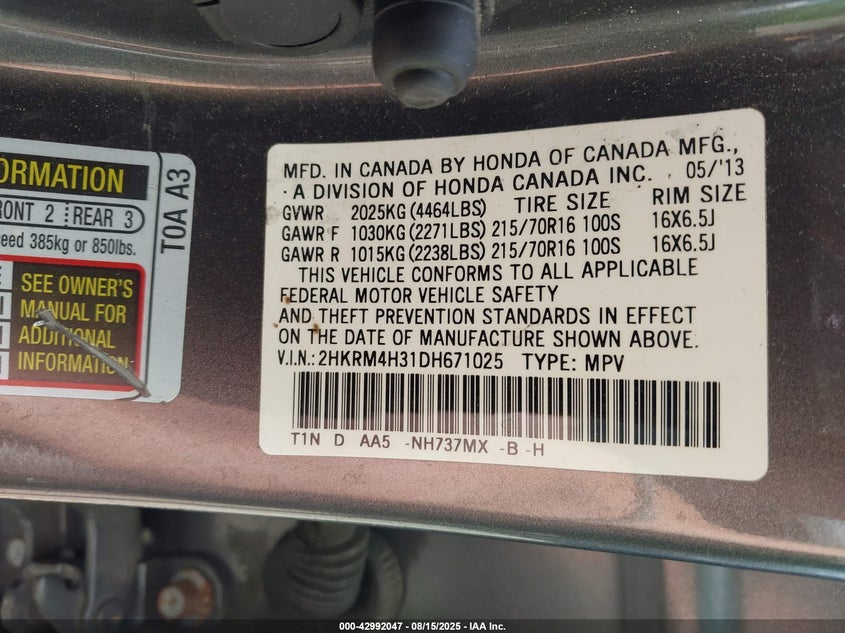 ORMATION
RONT 2 REAR 3
eed 385kg or 850lbs.
SEE OWNER'S
MANUAL FOR
ADDITIONAL
INFORMATION
T0A A3
MFD. IN CANADA BY HONDA OF CANADA MFG.,
A DIVISION OF HONDA CANADA INC. 05/'13
GVWR 2025KG(4464LBS) TIRE SIZE RIM SIZE
GAWR F 1030KG(2271LBS) 215/70R16 100S 16X6.5J
GAWR R 1015KG(2238LBS) 215/70R16 100S 16X6.5J
THIS VEHICLE CONFORMS TO ALL APPLICABLE
FEDERAL MOTOR VEHICLE SAFETY
AND THEFT PREVENTION STANDARDS IN EFFECT
ON THE DATE OF MANUFACTURE SHOWN ABOVE.
V.I.N.: 2HKRM4H31DH671025 TYPE: MPV
T1N D AA5 -NH737MX -B -H
000-42992047 - 08/15/2025 - IAA Inc.